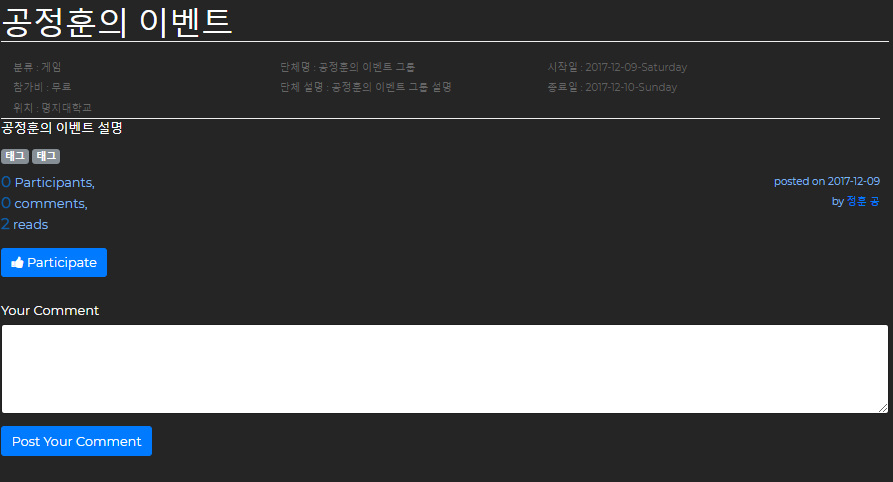 공정훈의 이벤트
분류 : 게임 단체명 : 공정훈의 이벤트 그룹 시작일 : 2017-12-09-Saturday
참가비 : 무료 단체 설명 : 공정훈의 이벤트 그룹 설명 종료일 : 2017-12-10-Sunday
위치 : 명지대학교
공정훈의 이벤트 설명
태그 태그
0 Participants, posted on 2017-12-09
0 comments, by 정훈 공
2 reads
Participate
Your Comment
Post Your Comment